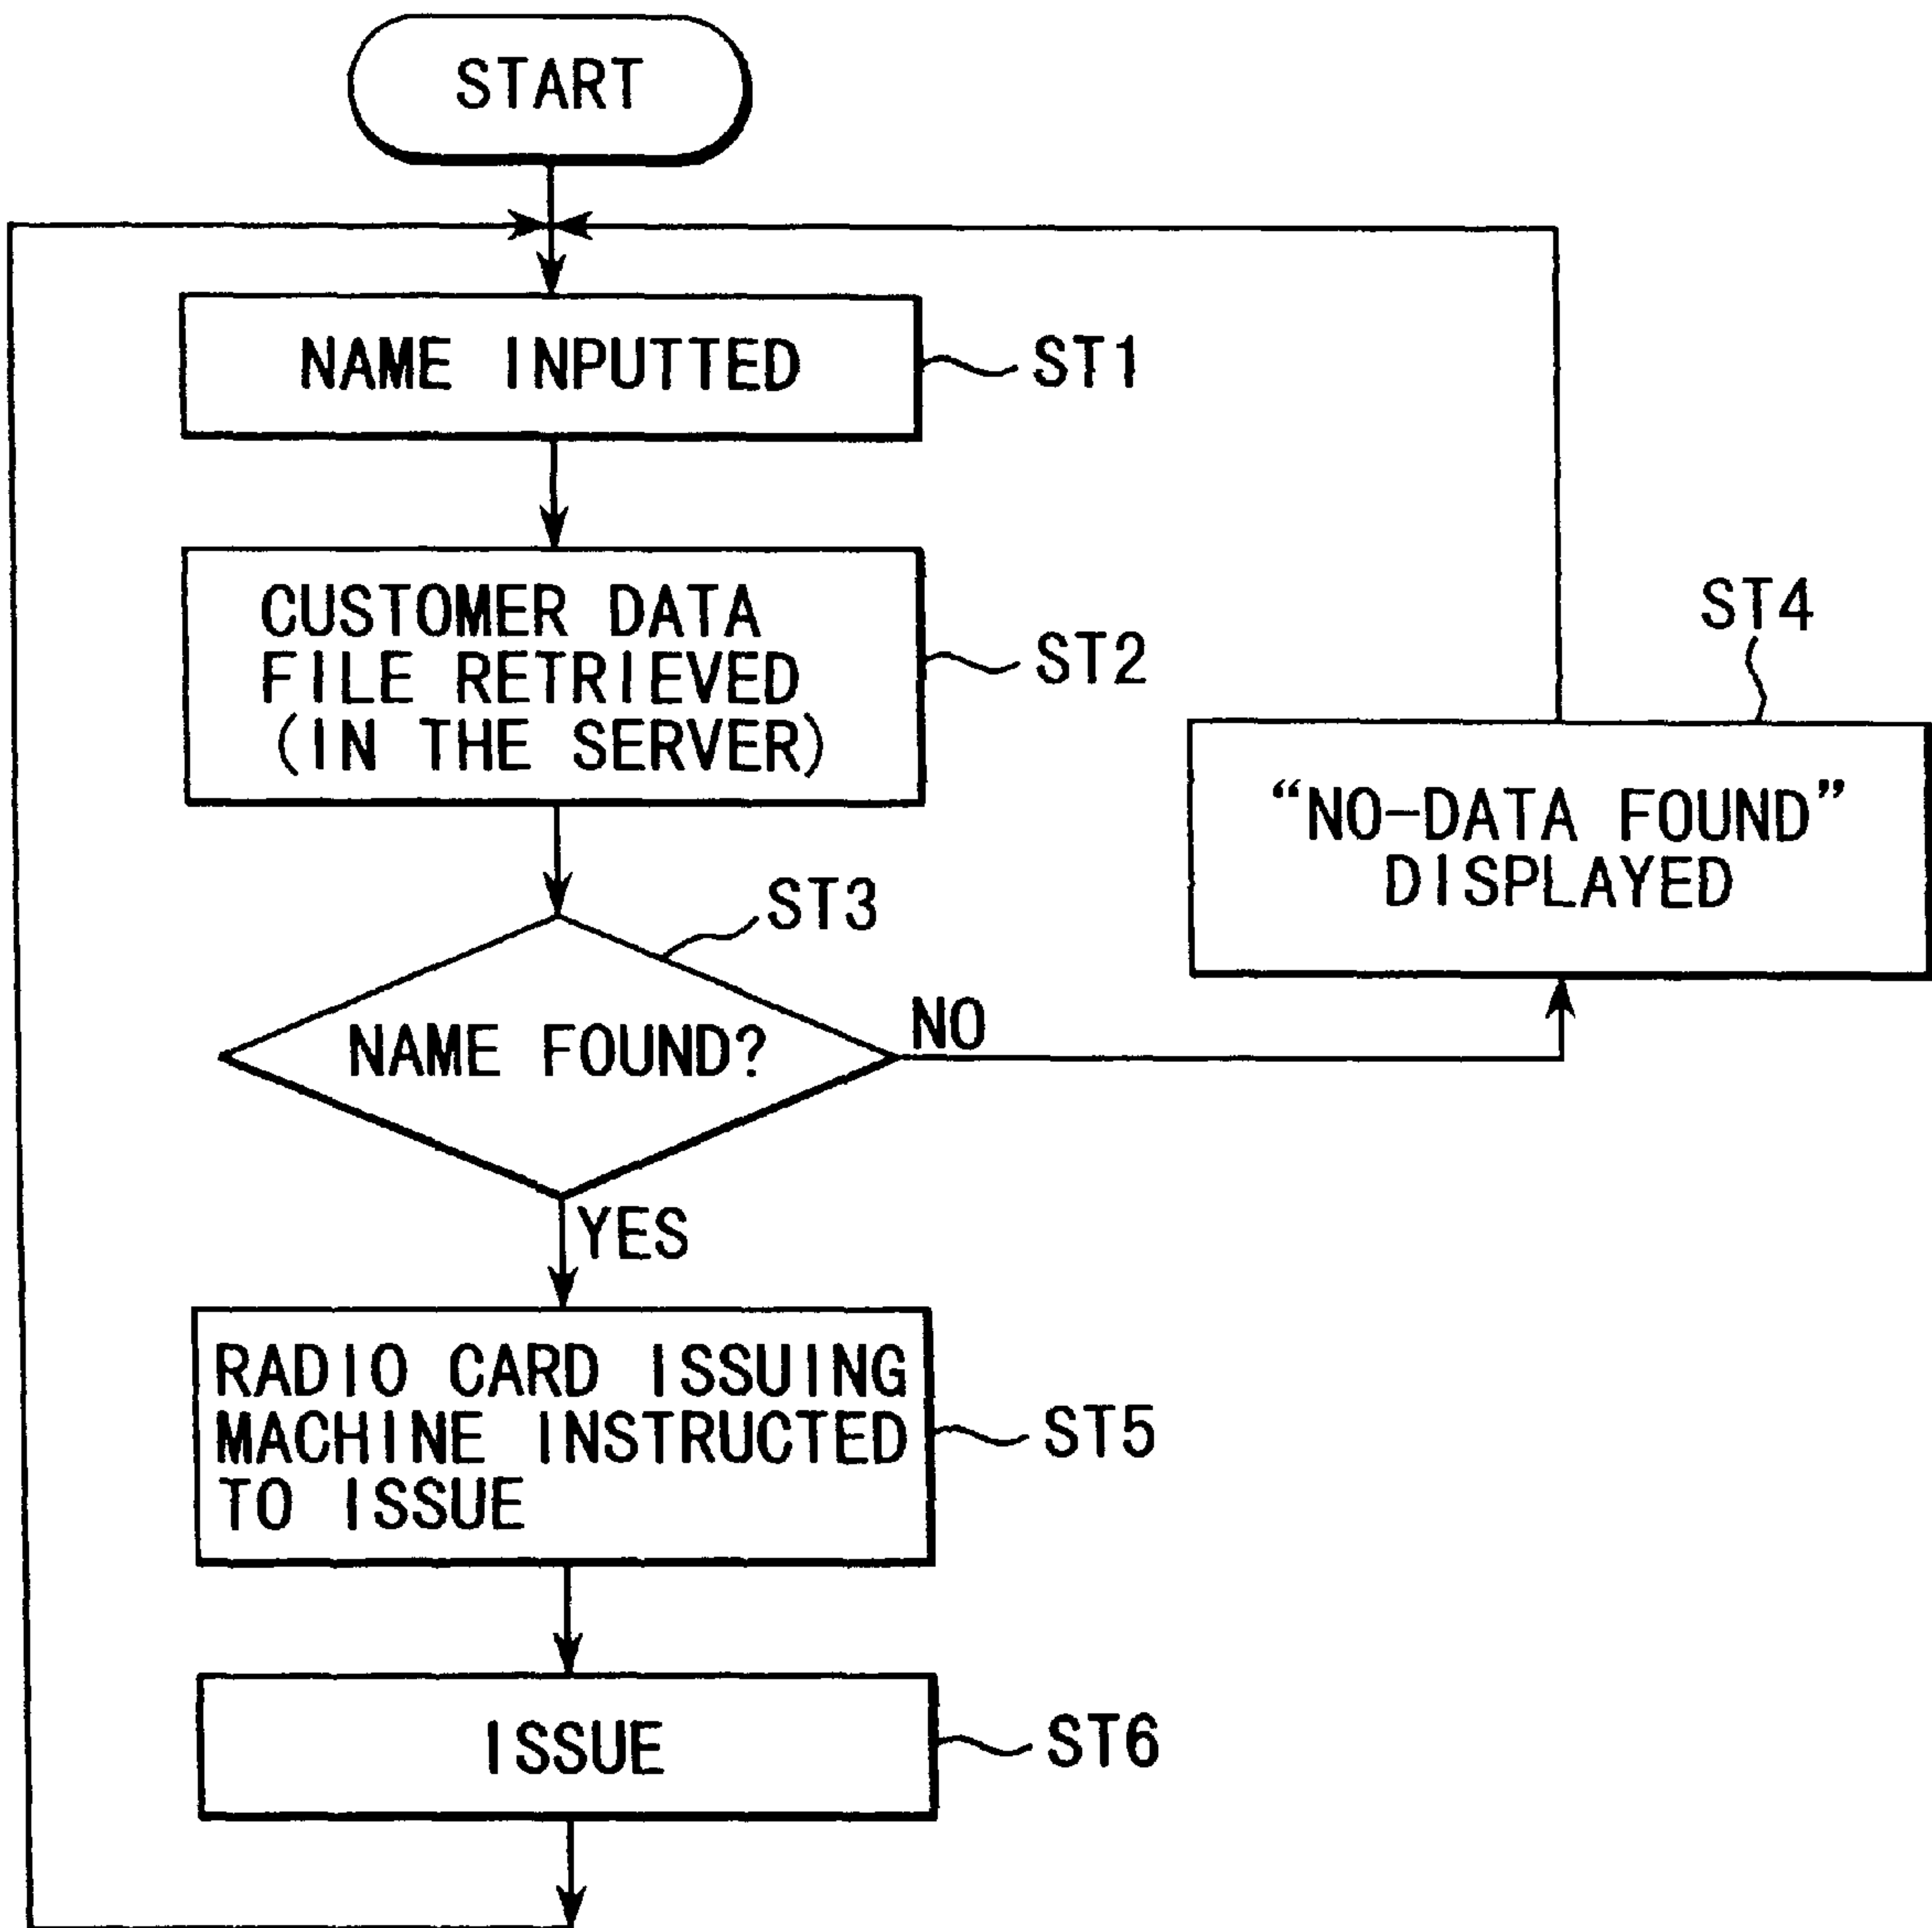 START
NAME INPUTTED
ST1
CUSTOMER DATA
FILE RETRIEVED
(IN THE SERVER)
ST2
ST4
“NO-DATA FOUND”
DISPLAYED
ST3
NAME FOUND?
NO
YES
RADIO CARD ISSUING
MACHINE INSTRUCTED
TO ISSUE
ST5
ISSUE
ST6